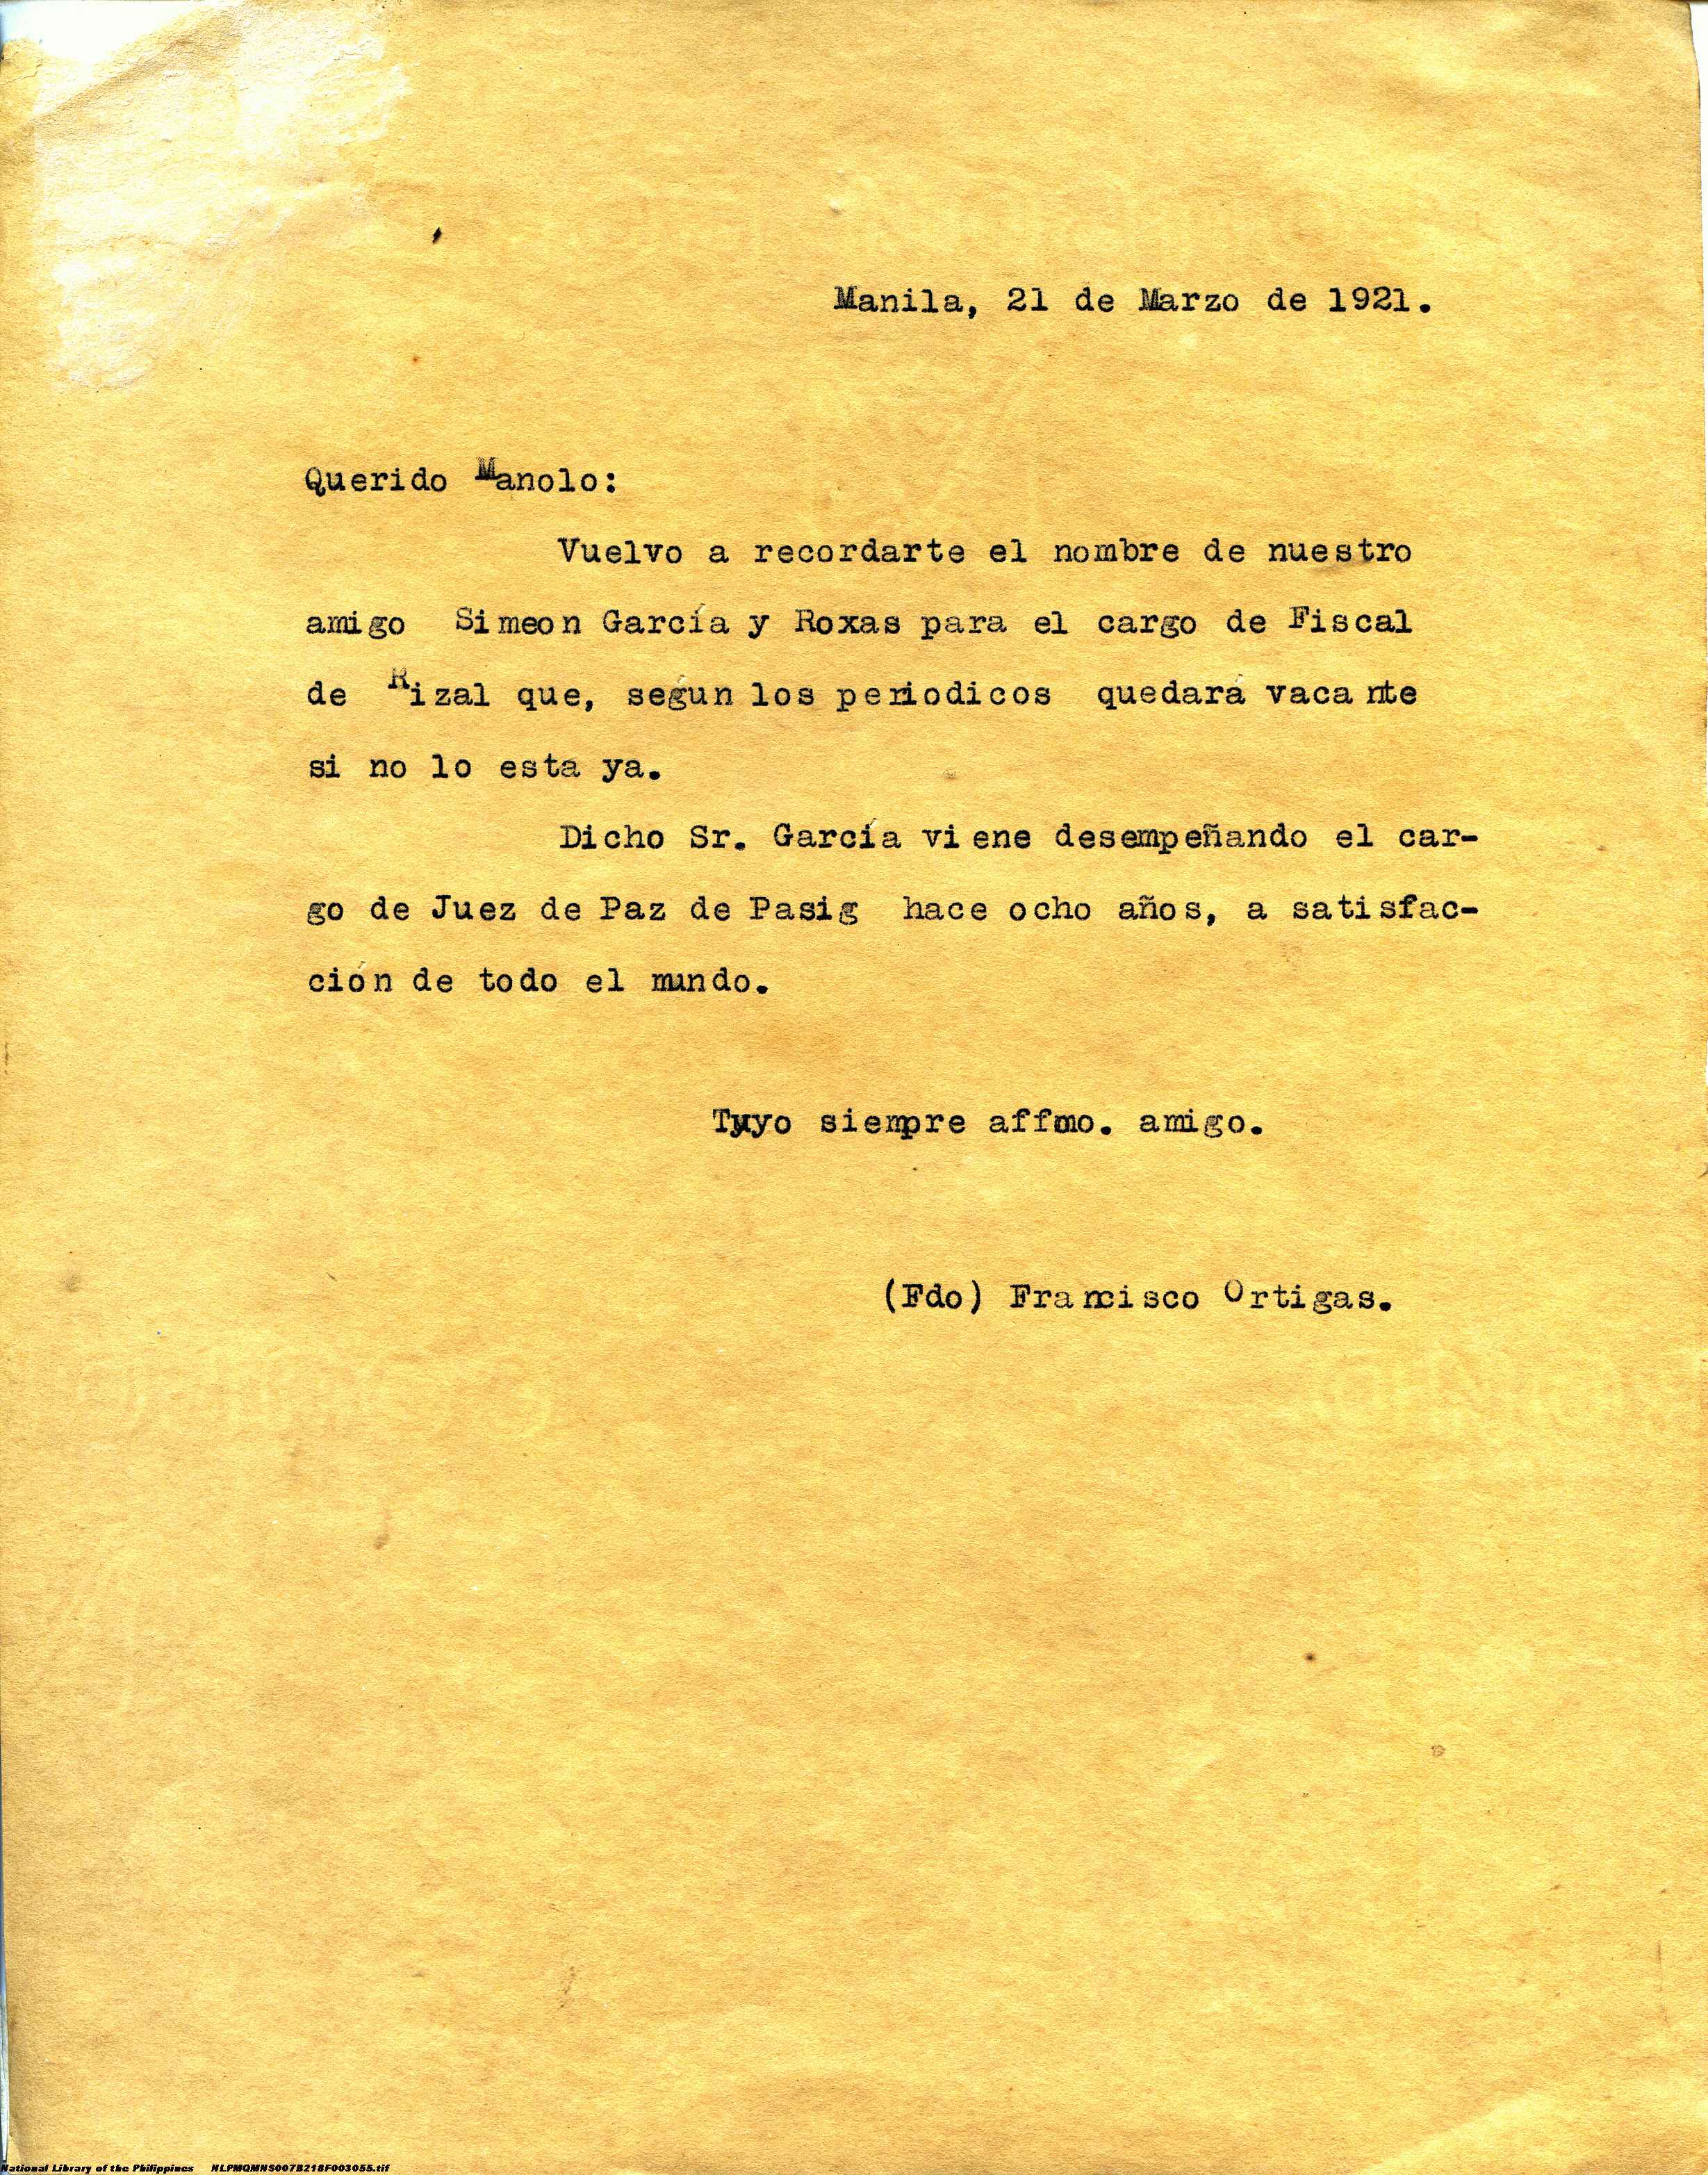 Manila, 21 de Marzo de 1921.
Querido Manolo:
Vuelvo a recordarte el nombre de nuestro
amigo Simeon García y Roxas para el cargo de Fiscal
de Rizal que, segün los periodicos quedará vacante
si no lo esta ya.
Dicho Sr. García viene desempeñando el car-
go de Juez de Paz de Pasig hace ocho años, a satisfac-
ción de todo el mundo.
Tuyo siempre affmo. amigo.
(Fdo) Francisco Ortigas.
National Library of the Philippines NLPMQMNS007B218F003055.tif